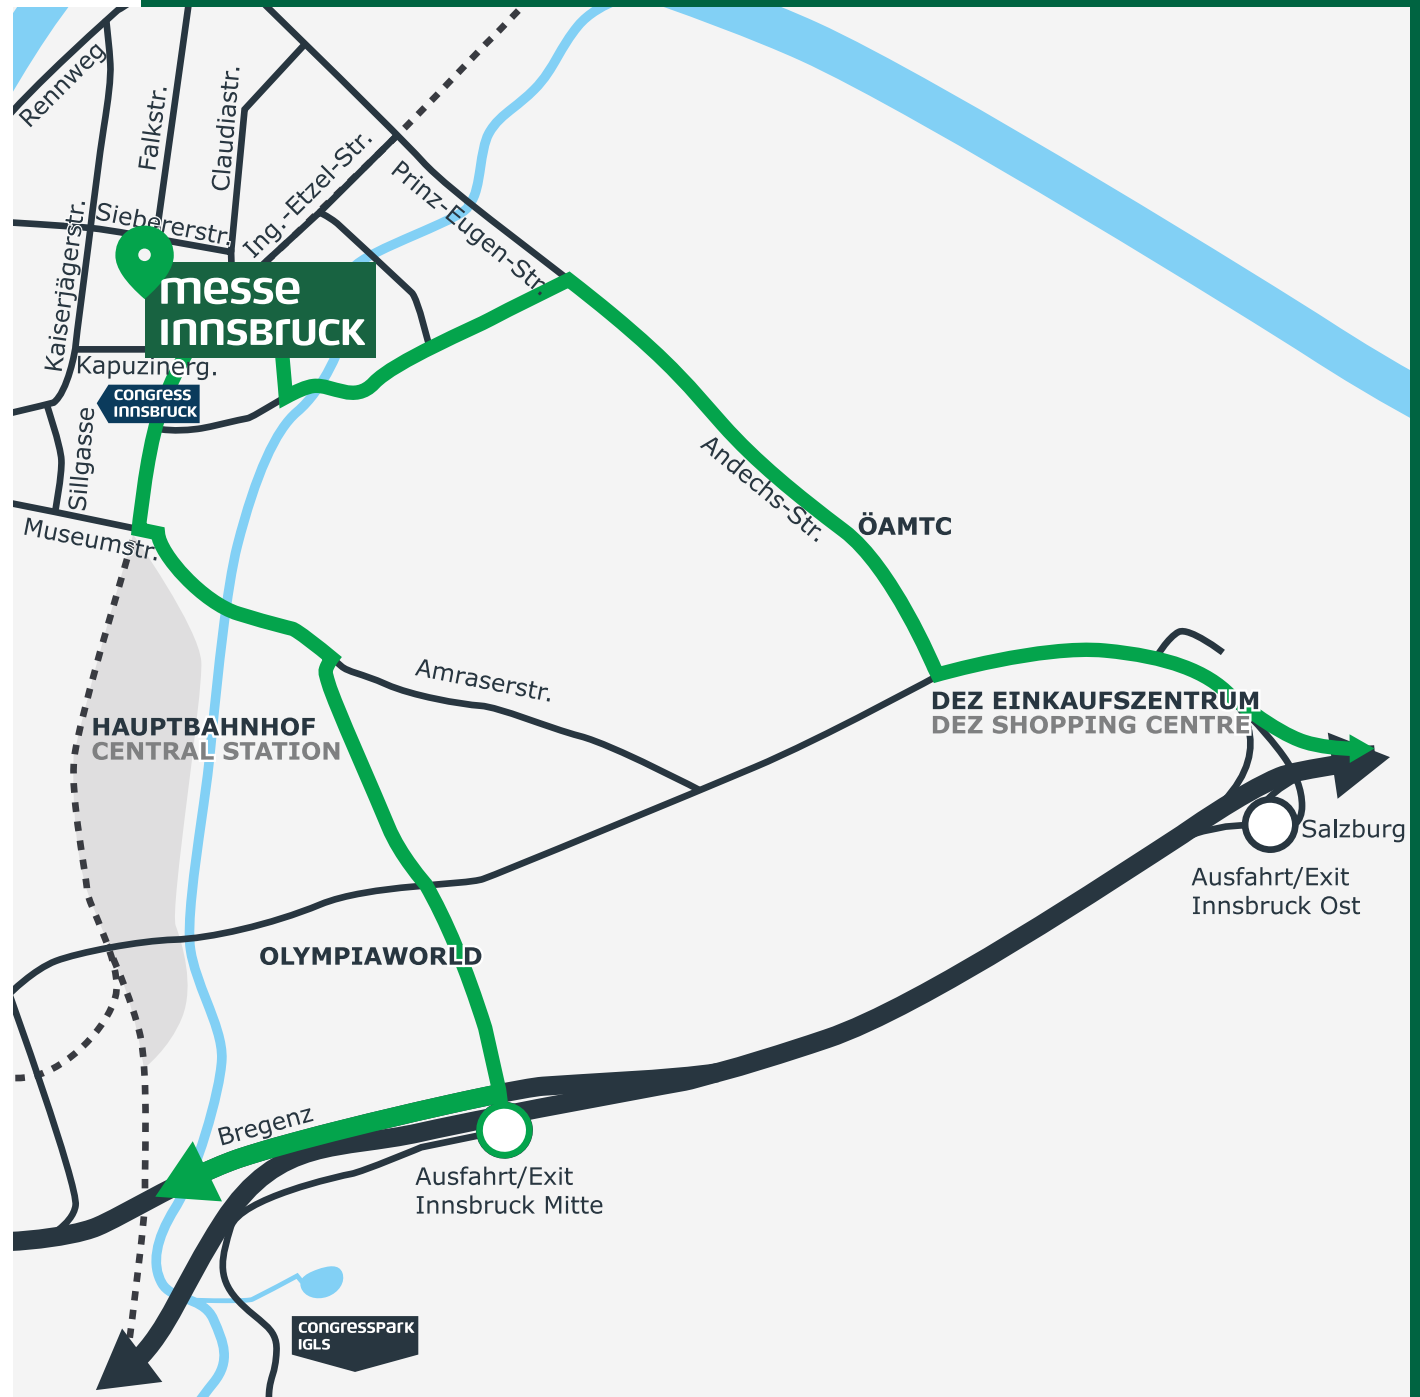 Rennweg
Falkstr.
Claudiastr.
Ing.-Etzel-Str.
Prinz-Eugen-Str.
Siebererstr.
Kaiserjägerstr.
messe
INNSBRUCK
Kapuzinerg.
CONGRESS
INNSBRUCK
Sillgasse
Museumstr.
Andechs-Str.
ÖAMTC
Amraserstr.
DEZ EINKAUFSZENTRUM
DEZ SHOPPING CENTRE
HAUPTBAHNHOF
CENTRAL STATION
Salzburg
Ausfahrt/Exit
Innsbruck Ost
OLYMPIAWORLD
Bregenz
Ausfahrt/Exit
Innsbruck Mitte
CONGRESSPARK
IGLS